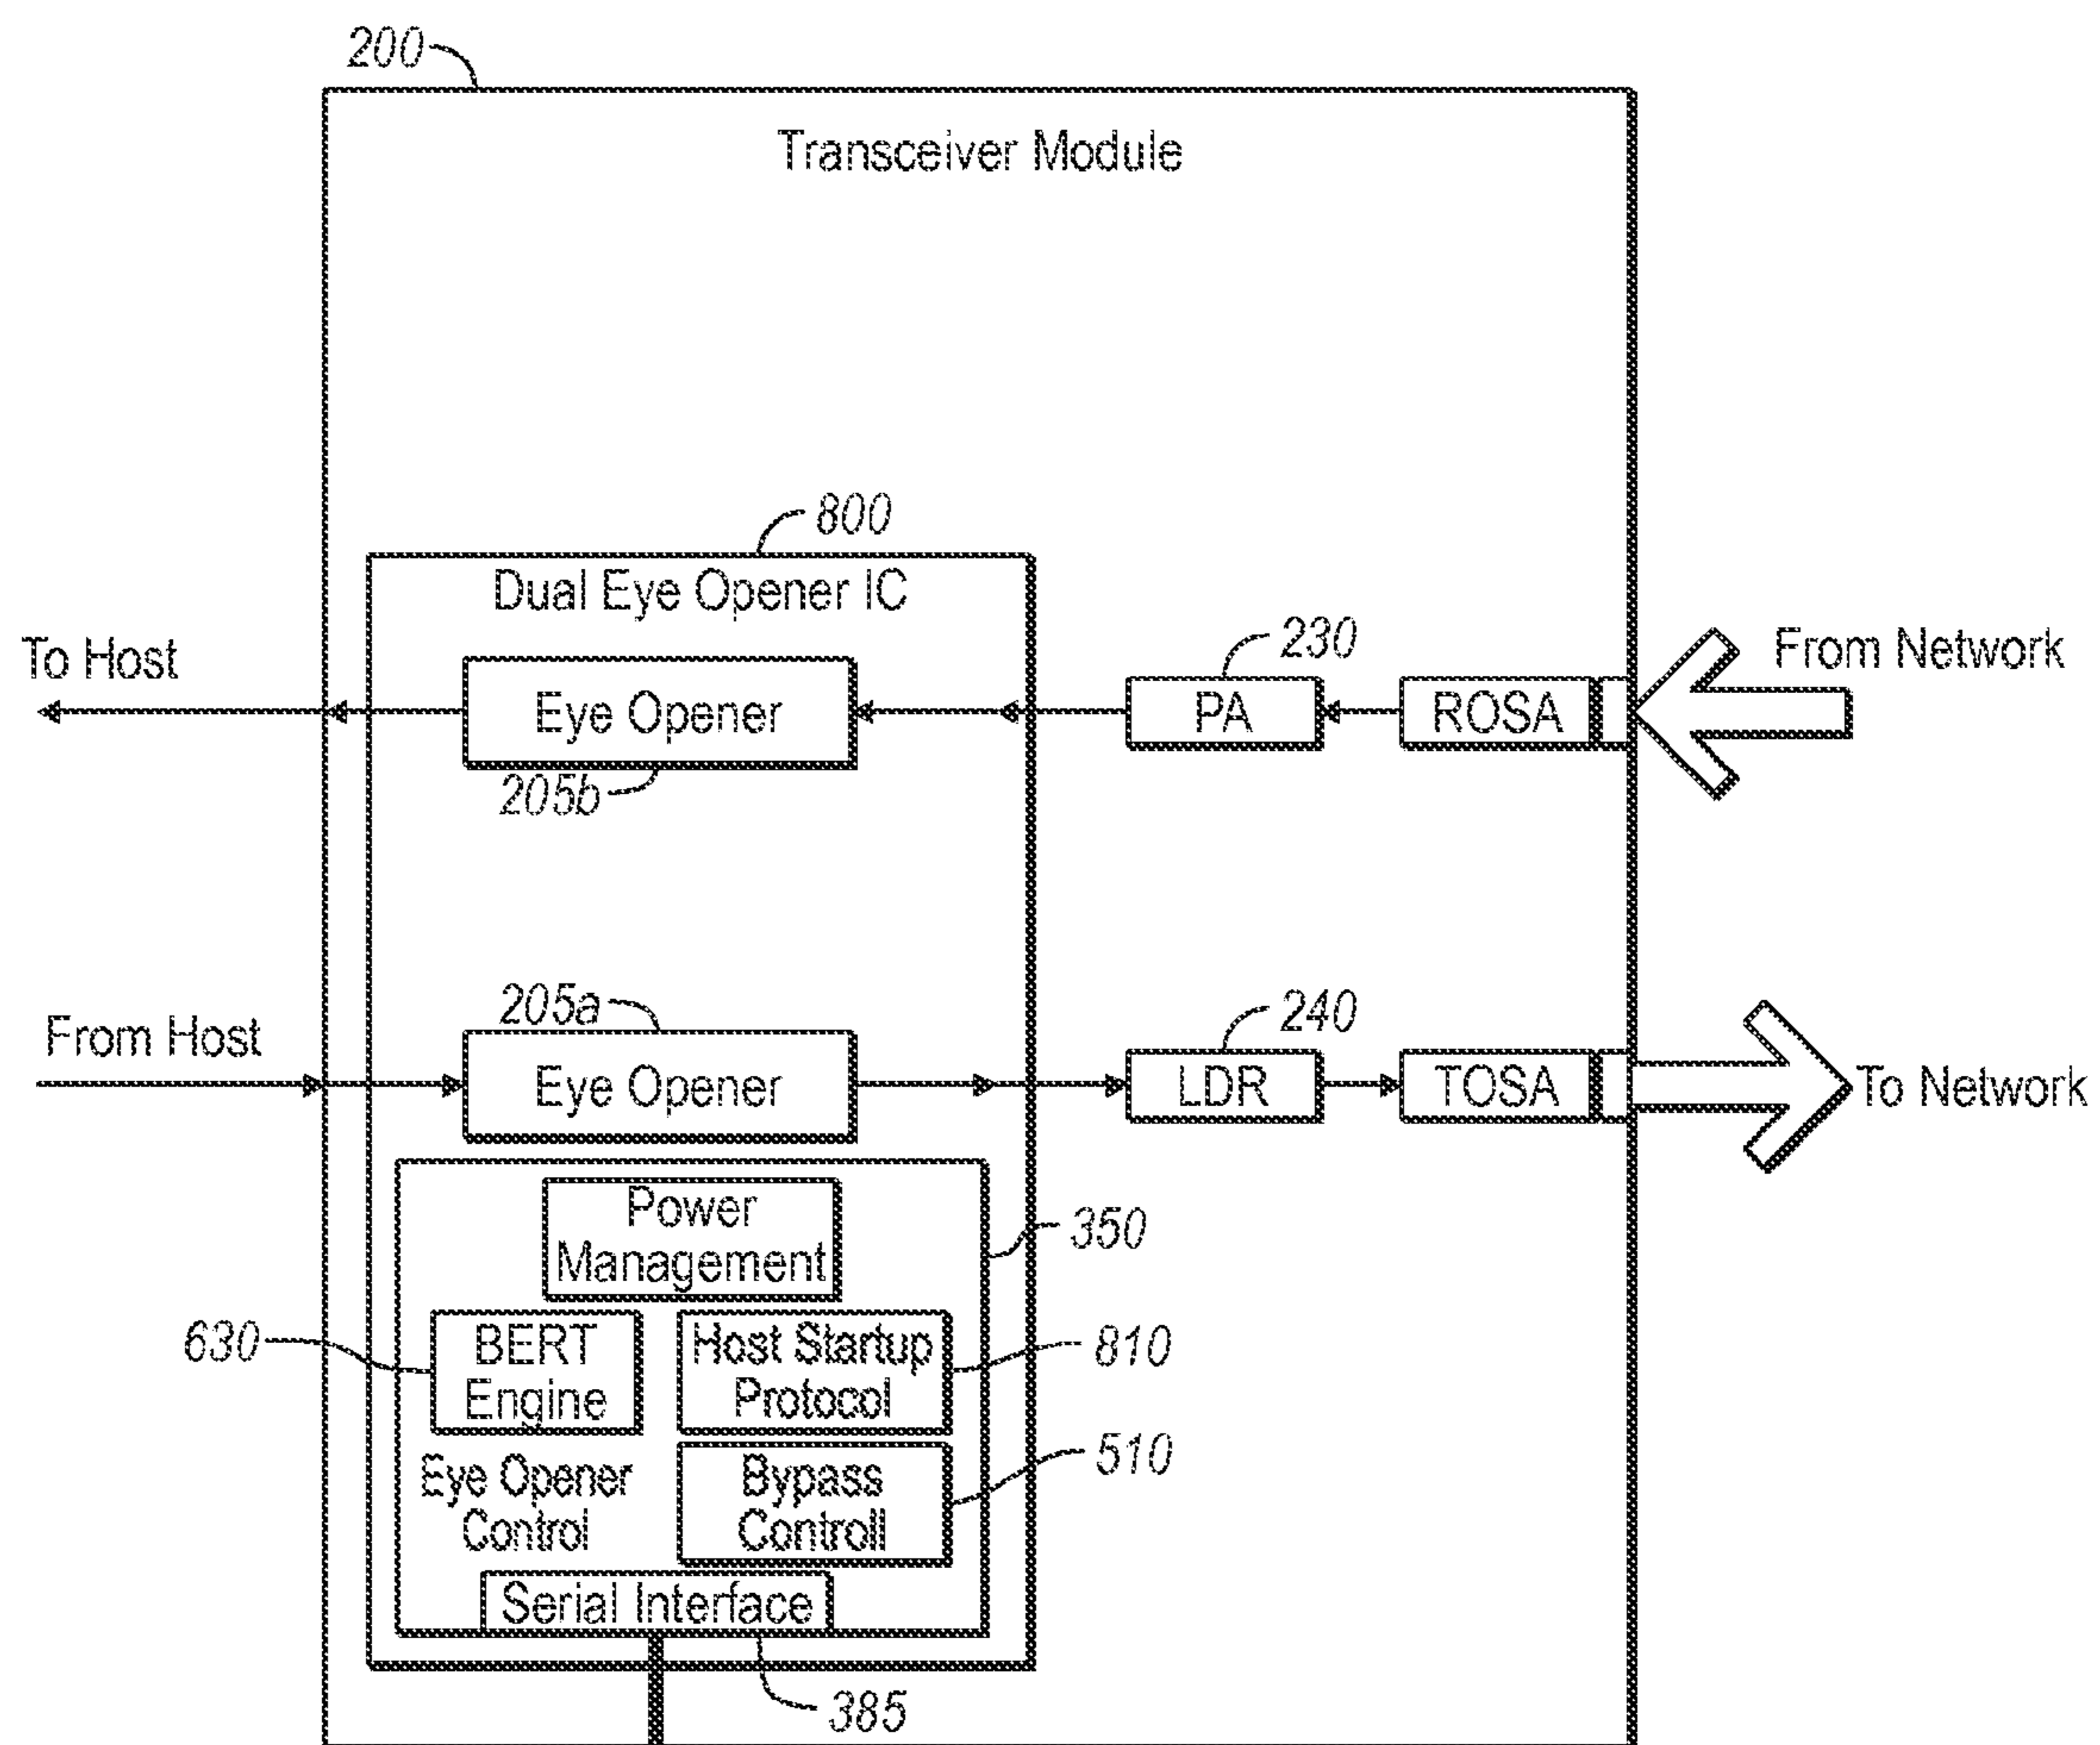 200
Transceiver Module
800
Dual Eye Opener IC
To Host
Eye Opener
205b
230
PA
ROSA
From Network
205a
From Host
Eye Opener
240
LDR
TOSA
To Network
Power
Management
350
630
BERT
Engine
Host Startup
Protocol
810
Eye Opener
Control
Bypass
Controll
510
Serial Interface
385